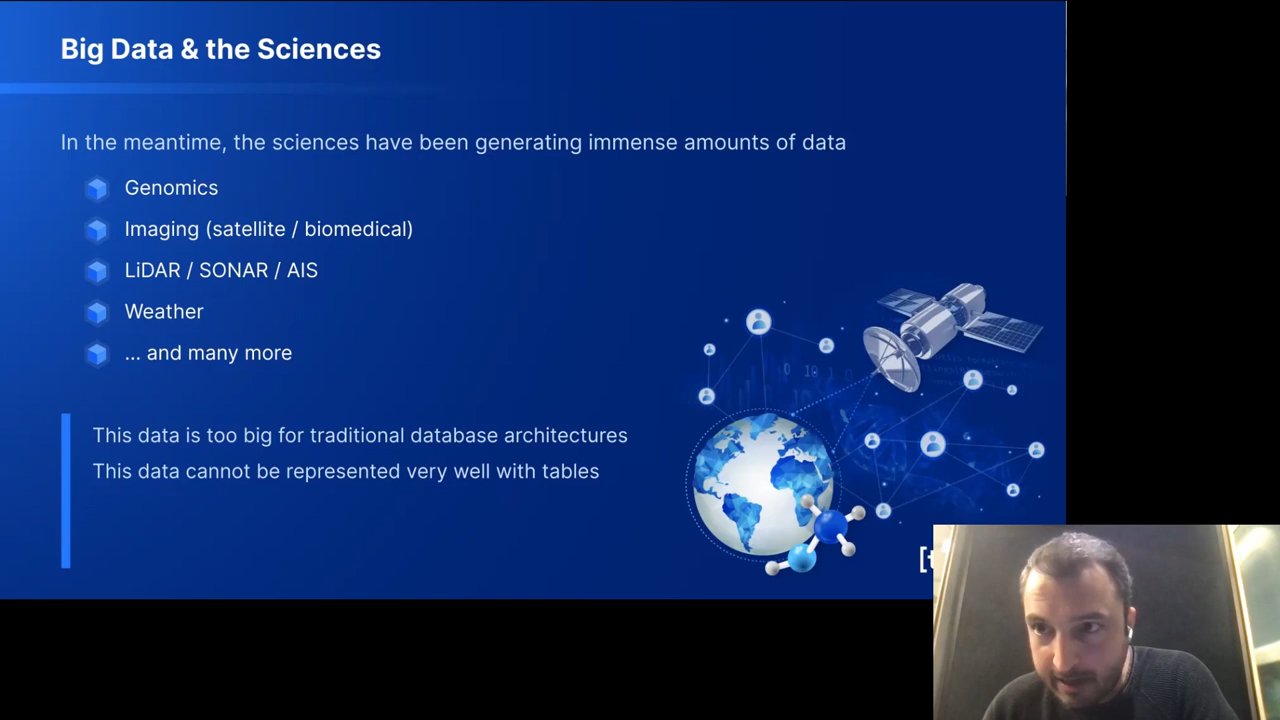 Big Data & the Sciences
In the meantime, the sciences have been generating immense amounts of data
Genomics
Imaging (satellite / biomedical)
LiDAR / SONAR / AIS
Weather
... and many more
This data is too big for traditional database architectures
This data cannot be represented very well with tables